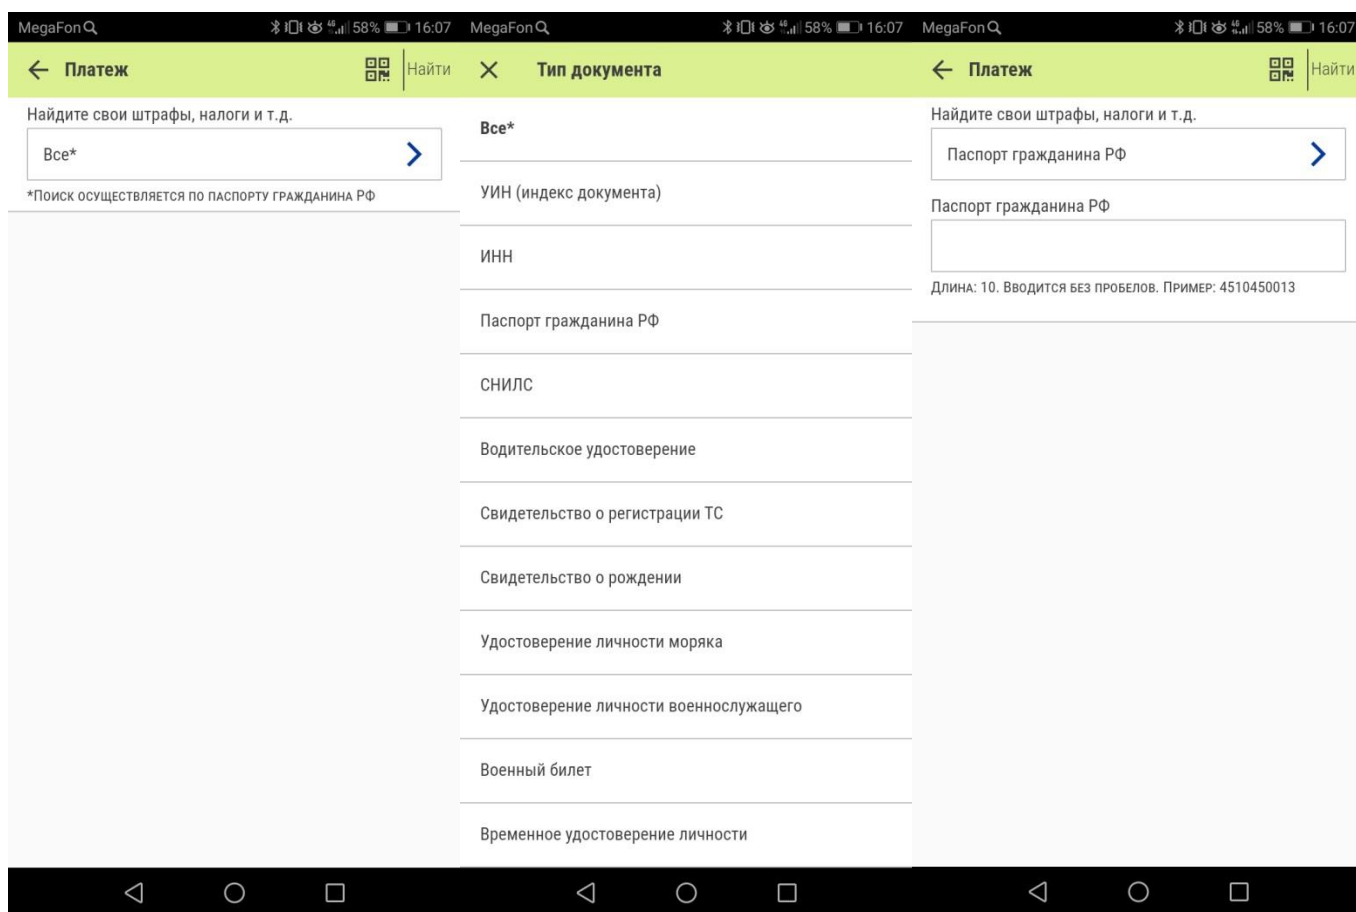 MegaFon 58% 16:07
Платеж Найти
Найдите свои штрафы, налоги и т.д.
Все*
*Поиск осуществляется по паспорту гражданина РФ
MegaFon 58% 16:07
Тип документа
Все*
УИН (индекс документа)
ИНН
Паспорт гражданина РФ
СНИЛС
Водительское удостоверение
Свидетельство о регистрации ТС
Свидетельство о рождении
Удостоверение личности моряка
Удостоверение личности военнослужащего
Военный билет
Временное удостоверение личности
MegaFon 58% 16:07
Платеж Найти
Найдите свои штрафы, налоги и т.д.
Паспорт гражданина РФ
Паспорт гражданина РФ
Длина: 10. Вводится без пробелов. Пример: 4510450013